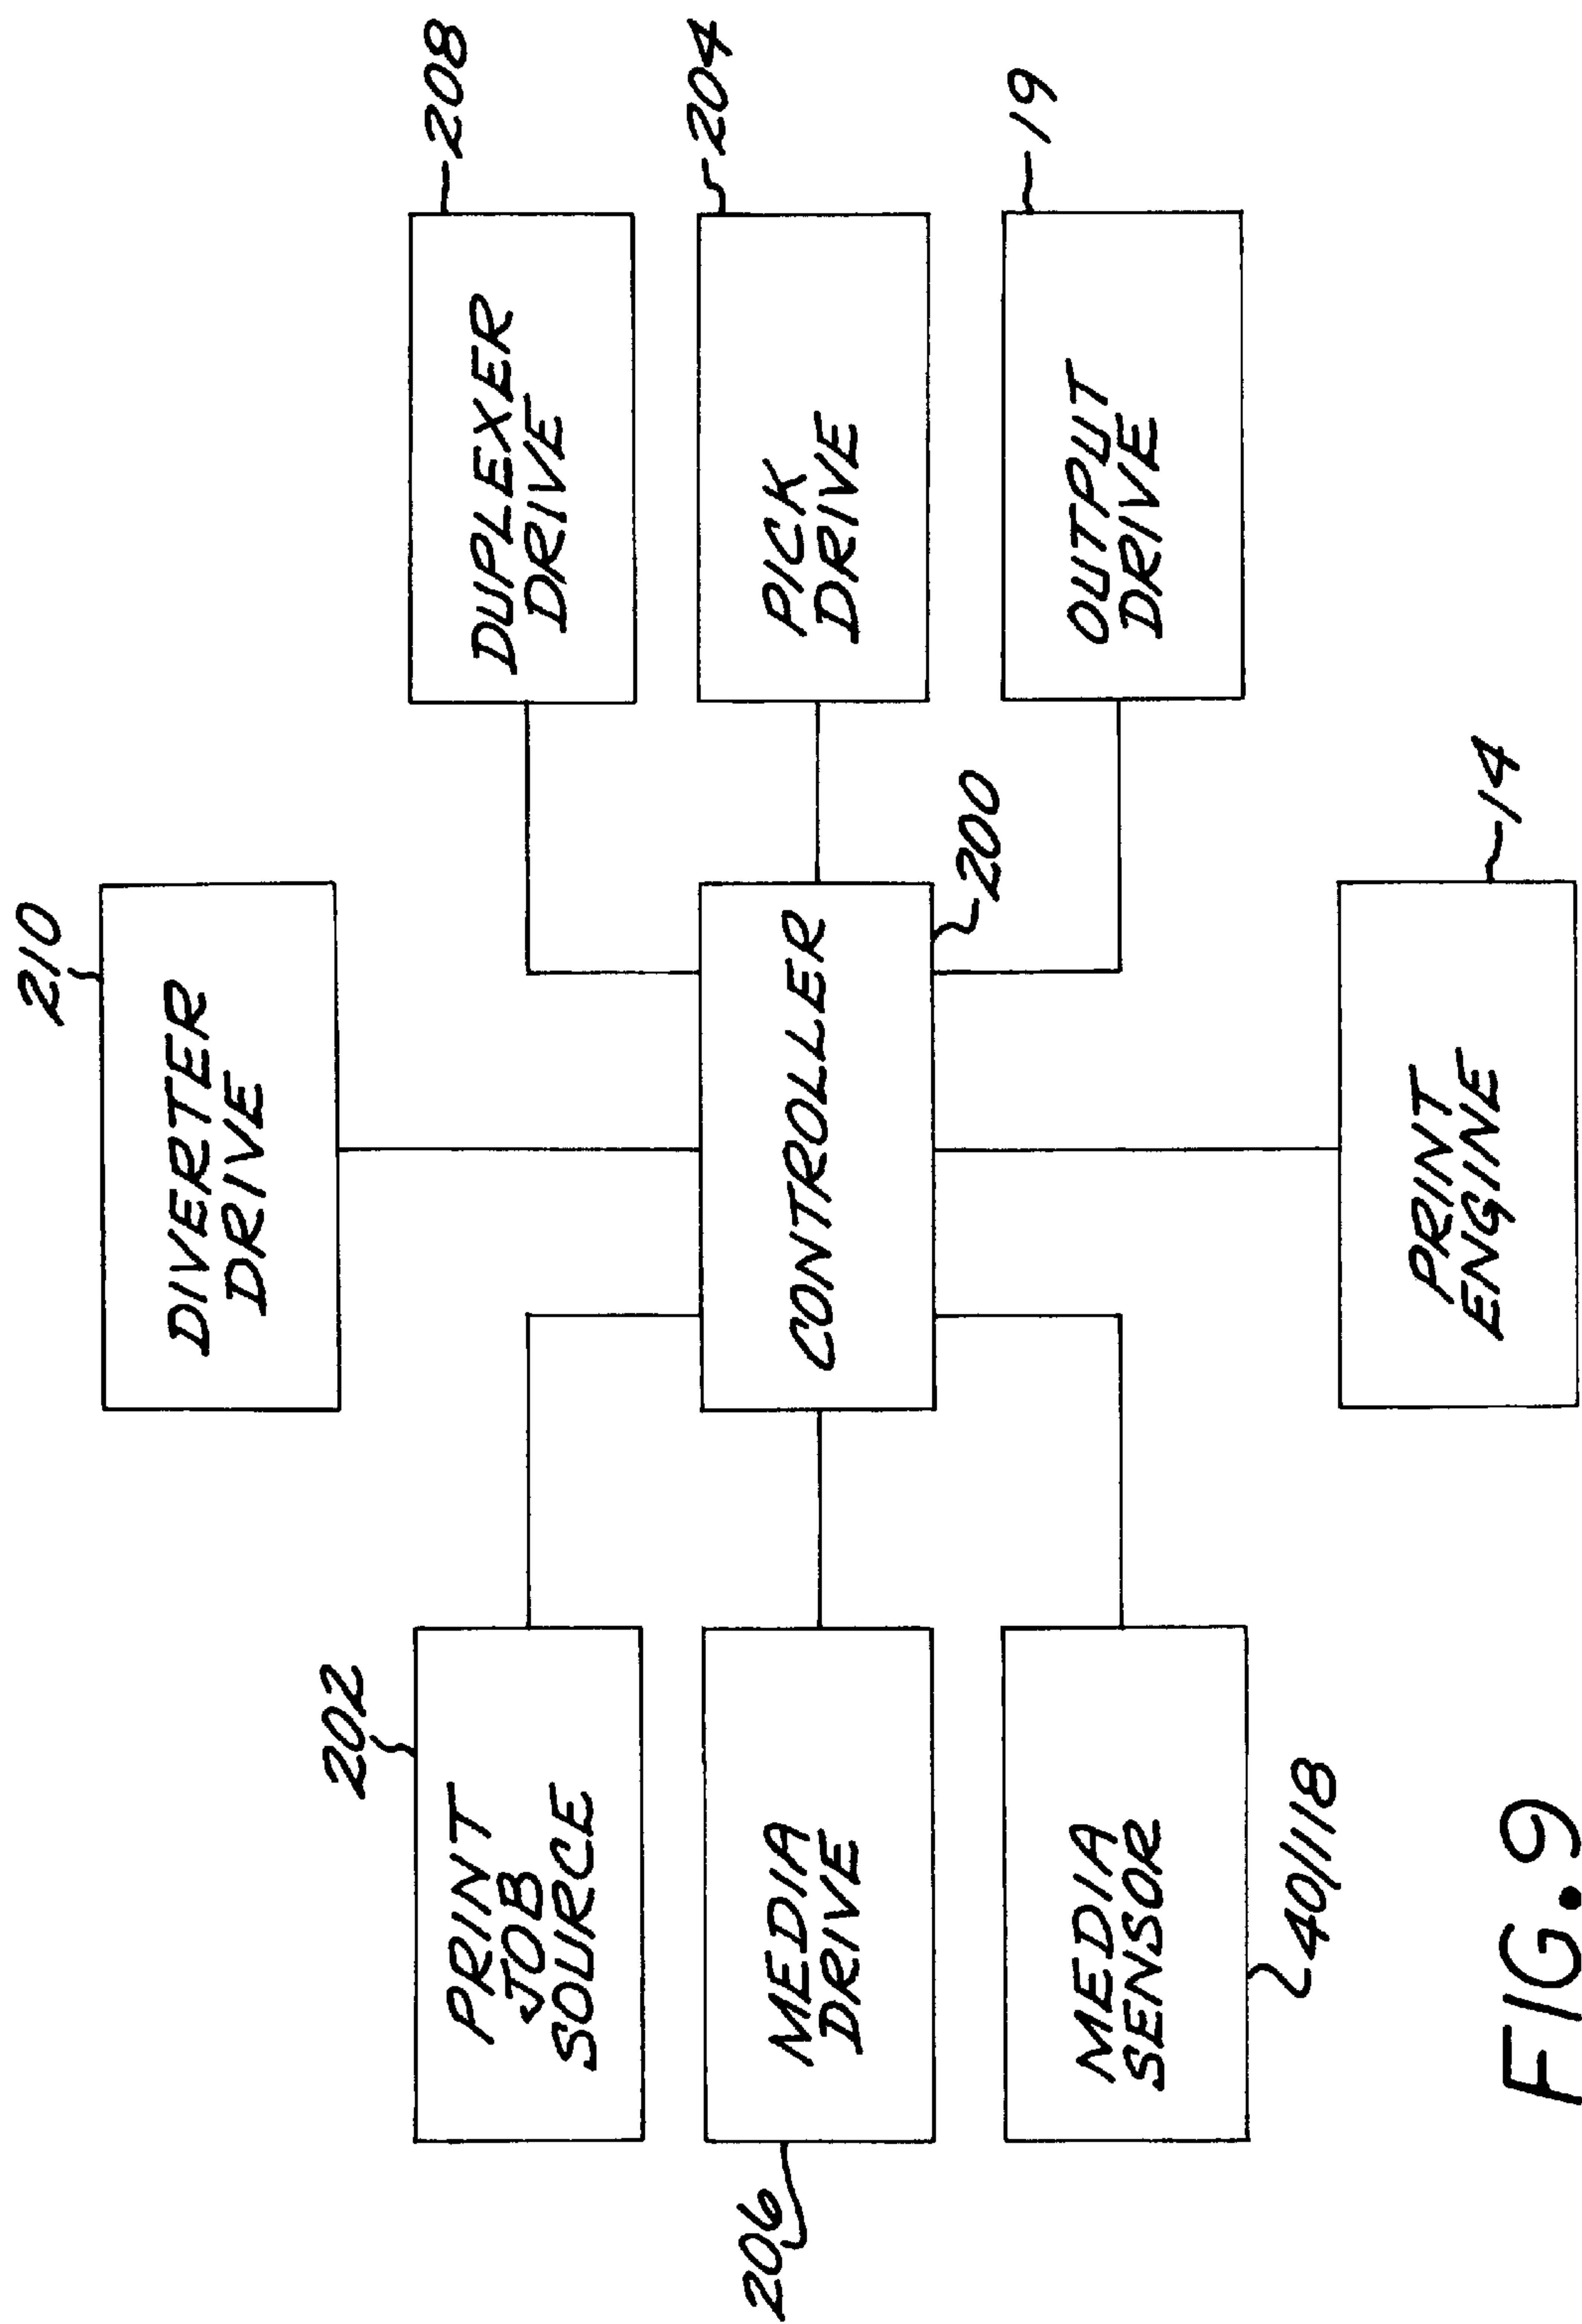 210
DIVERTER
DRIVE
202
PRINT
JOB
SOURCE
208
DUPLEXER
DRIVE
206
MEDIA
DRIVE
CONTROLLER
200
204
PICK
DRIVE
MEDIA
SENSOR
40/118
19
OUTPUT
DRIVE
14
PRINT
ENGINE
FIG. 9